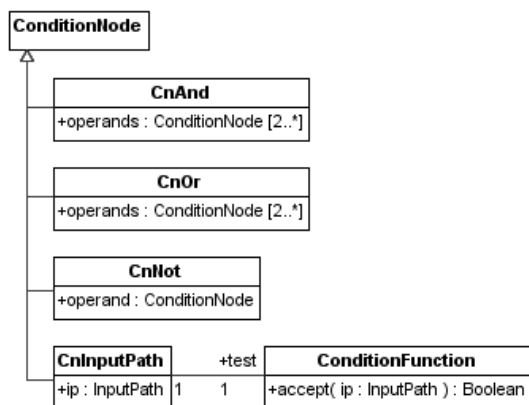 ConditionNode
CnAnd
+operands : ConditionNode [2..*]
CnOr
+operands : ConditionNode [2..*]
CnNot
+operand : ConditionNode
CnInputPath
+ip : InputPath
1
+test
1
ConditionFunction
+accept( ip : InputPath ) : Boolean